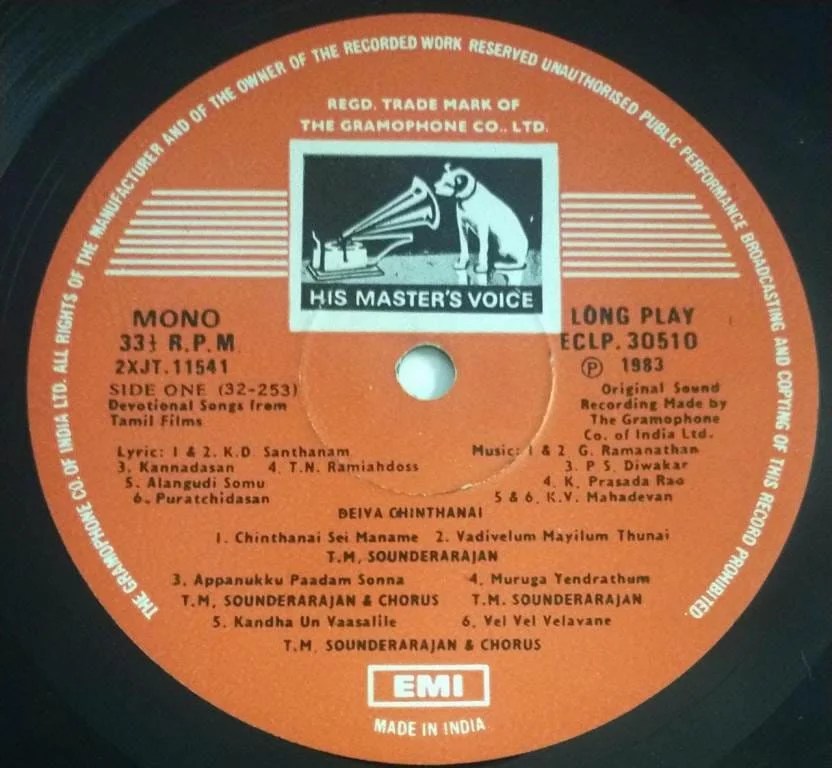 THE GRAMOPHONE CO. OF INDIA LTD. ALL RIGHTS OF THE MANUFACTURER AND OF THE OWNER OF THE RECORDED WORK RESERVED UNAUTHORISED PUBLIC PERFORMANCE BROADCASTING AND COPYING OF THIS RECORD PROHIBITED.
REGD. TRADE MARK OF
THE GRAMOPHONE CO., LTD.
HIS MASTER'S VOICE
MONO
33⅓ R.P.M.
2XJT.11541
SIDE ONE (32-253)
Devotional Songs from
Tamil Films
LONG PLAY
ECLP. 30510
Ⓟ 1983
Original Sound
Recording Made by
The Gramophone
Co. of India Ltd.
Lyric: 1 & 2. K.D. Santhanam
3. Kannadasan 4. T.N. Ramiahdoss
5. Alangudi Somu
6. Puratchidasan
Music: 1 & 2 G. Ramanathan
3. P S. Diwakar
4. K. Prasada Rao
5 & 6. K.V. Mahadevan
DEIVA CHINTHANAI
1. Chinthanai Sei Maname 2. Vadivelum Mayilum Thunai
T.M. SOUNDERARAJAN
3. Appanukku Paadam Sonna 4. Muruga Yendrathum
T.M. SOUNDERARAJAN & CHORUS T.M. SOUNDERARAJAN
5. Kandha Un Vaasalile 6. Vel Vel Velavane
T.M. SOUNDERARAJAN & CHORUS
EMI
MADE IN INDIA